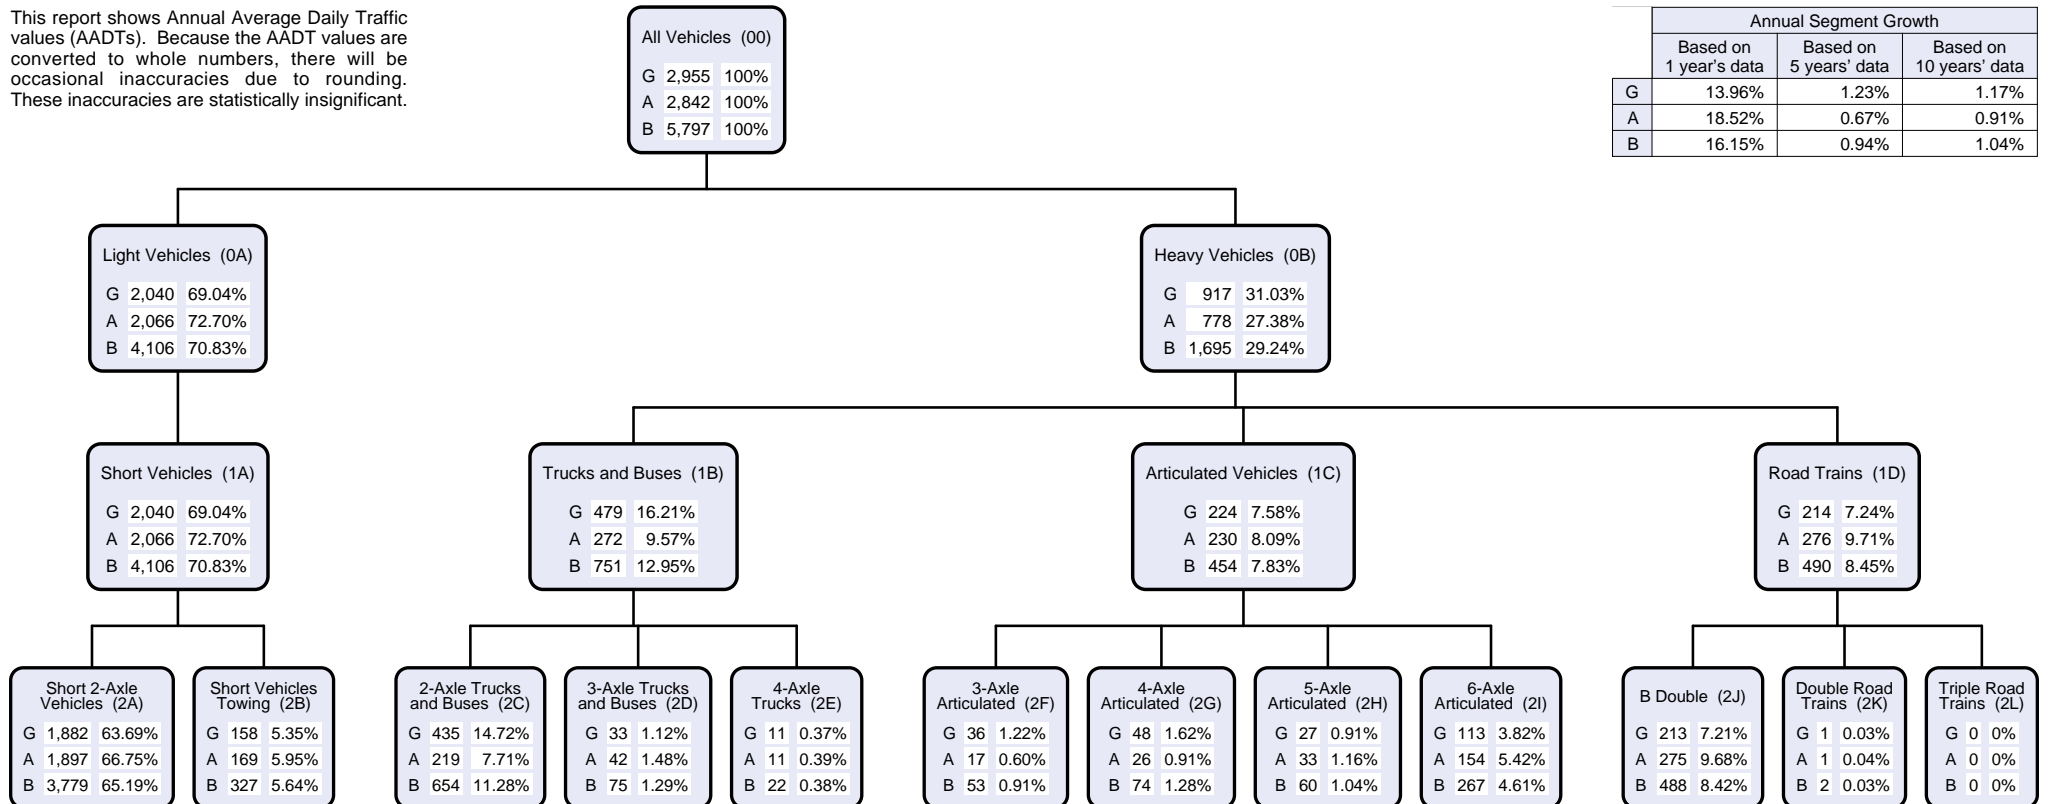 This report shows Annual Average Daily Traffic
values (AADTs). Because the AADT values are
converted to whole numbers, there will be
occasional inaccuracies due to rounding.
These inaccuracies are statistically insignificant.
All Vehicles (00)
G 2,955 100%
A 2,842 100%
B 5,797 100%
Annual Segment Growth
Based on 1 year's data Based on 5 years' data Based on 10 years' data
G 13.96% 1.23% 1.17%
A 18.52% 0.67% 0.91%
B 16.15% 0.94% 1.04%
Light Vehicles (0A)
G 2,040 69.04%
A 2,066 72.70%
B 4,106 70.83%
Heavy Vehicles (0B)
G 917 31.03%
A 778 27.38%
B 1,695 29.24%
Short Vehicles (1A)
G 2,040 69.04%
A 2,066 72.70%
B 4,106 70.83%
Trucks and Buses (1B)
G 479 16.21%
A 272 9.57%
B 751 12.95%
Articulated Vehicles (1C)
G 224 7.58%
A 230 8.09%
B 454 7.83%
Road Trains (1D)
G 214 7.24%
A 276 9.71%
B 490 8.45%
Short 2-Axle
Vehicles (2A)
G 1,882 63.69%
A 1,897 66.75%
B 3,779 65.19%
Short Vehicles
Towing (2B)
G 158 5.35%
A 169 5.95%
B 327 5.64%
2-Axle Trucks
and Buses (2C)
G 435 14.72%
A 219 7.71%
B 654 11.28%
3-Axle Trucks
and Buses (2D)
G 33 1.12%
A 42 1.48%
B 75 1.29%
4-Axle
Trucks (2E)
G 11 0.37%
A 11 0.39%
B 22 0.38%
3-Axle
Articulated (2F)
G 36 1.22%
A 17 0.60%
B 53 0.91%
4-Axle
Articulated (2G)
G 48 1.62%
A 26 0.91%
B 74 1.28%
5-Axle
Articulated (2H)
G 27 0.91%
A 33 1.16%
B 60 1.04%
6-Axle
Articulated (2I)
G 113 3.82%
A 154 5.42%
B 267 4.61%
B Double (2J)
G 213 7.21%
A 275 9.68%
B 488 8.42%
Double Road
Trains (2K)
G 1 0.03%
A 1 0.04%
B 2 0.03%
Triple Road
Trains (2L)
G 0 0%
A 0 0%
B 0 0%